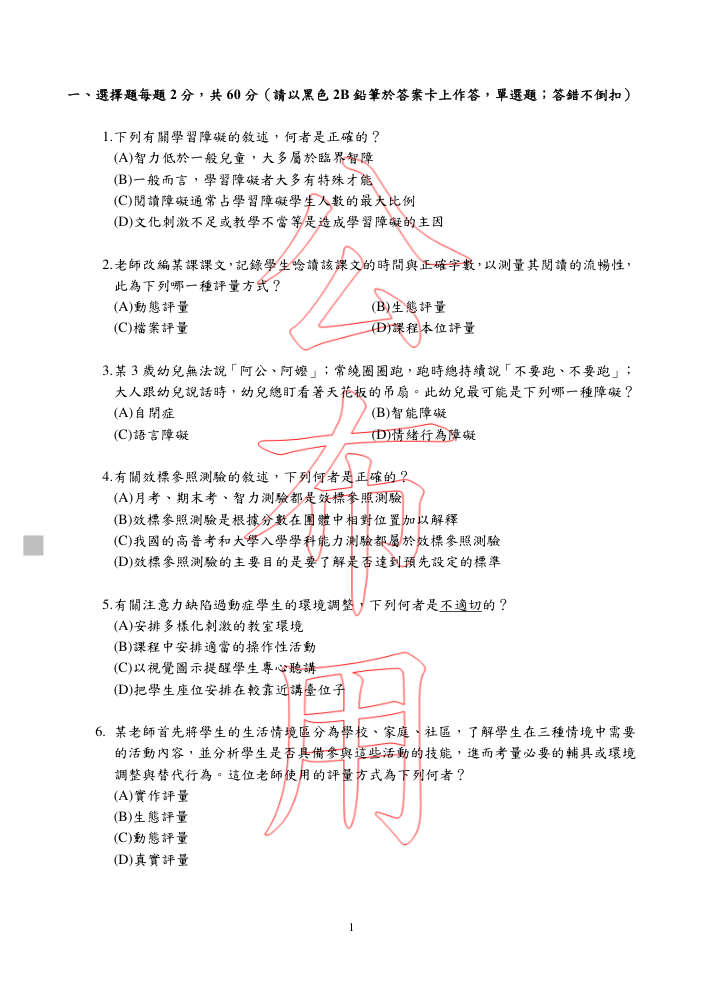 一、選擇題每題 2 分，共 60 分（請以黑色 2B 鉛筆於答案卡上作答，單選題；答錯不倒扣）
1.下列有關學習障礙的敘述，何者是正確的？
(A)智力低於一般兒童，大多屬於臨界智障
(B)一般而言，學習障礙者大多有特殊才能
(C)閱讀障礙通常占學習障礙學生人數的最大比例
(D)文化刺激不足或教學不當等是造成學習障礙的主因
2.老師改編某課課文，記錄學生唸讀該課文的時間與正確字數，以測量其閱讀的流暢性，
此為下列哪一種評量方式？
(A)動態評量 (B)生態評量
(C)檔案評量 (D)課程本位評量
3.某 3 歲幼兒無法說「阿公、阿嬤」；常繞圈圈跑，跑時總持續說「不要跑、不要跑」；
大人跟幼兒說話時，幼兒總盯看著天花板的吊扇。此幼兒最可能是下列哪一種障礙？
(A)自閉症 (B)智能障礙
(C)語言障礙 (D)情緒行為障礙
4.有關效標參照測驗的敘述，下列何者是正確的？
(A)月考、期末考、智力測驗都是效標參照測驗
(B)效標參照測驗是根據分數在團體中相對位置加以解釋
(C)我國的高普考和大學入學學科能力測驗都屬於效標參照測驗
(D)效標參照測驗的主要目的是要了解是否達到預先設定的標準
5.有關注意力缺陷過動症學生的環境調整，下列何者是不適切的？
(A)安排多樣化刺激的教室環境
(B)課程中安排適當的操作性活動
(C)以視覺圖示提醒學生專心聽講
(D)把學生座位安排在較靠近講臺位子
6. 某老師首先將學生的生活情境區分為學校、家庭、社區，了解學生在三種情境中需要
的活動內容，並分析學生是否具備參與這些活動的技能，進而考量必要的輔具或環境
調整與替代行為。這位老師使用的評量方式為下列何者？
(A)實作評量
(B)生態評量
(C)動態評量
(D)真實評量
1
公布用